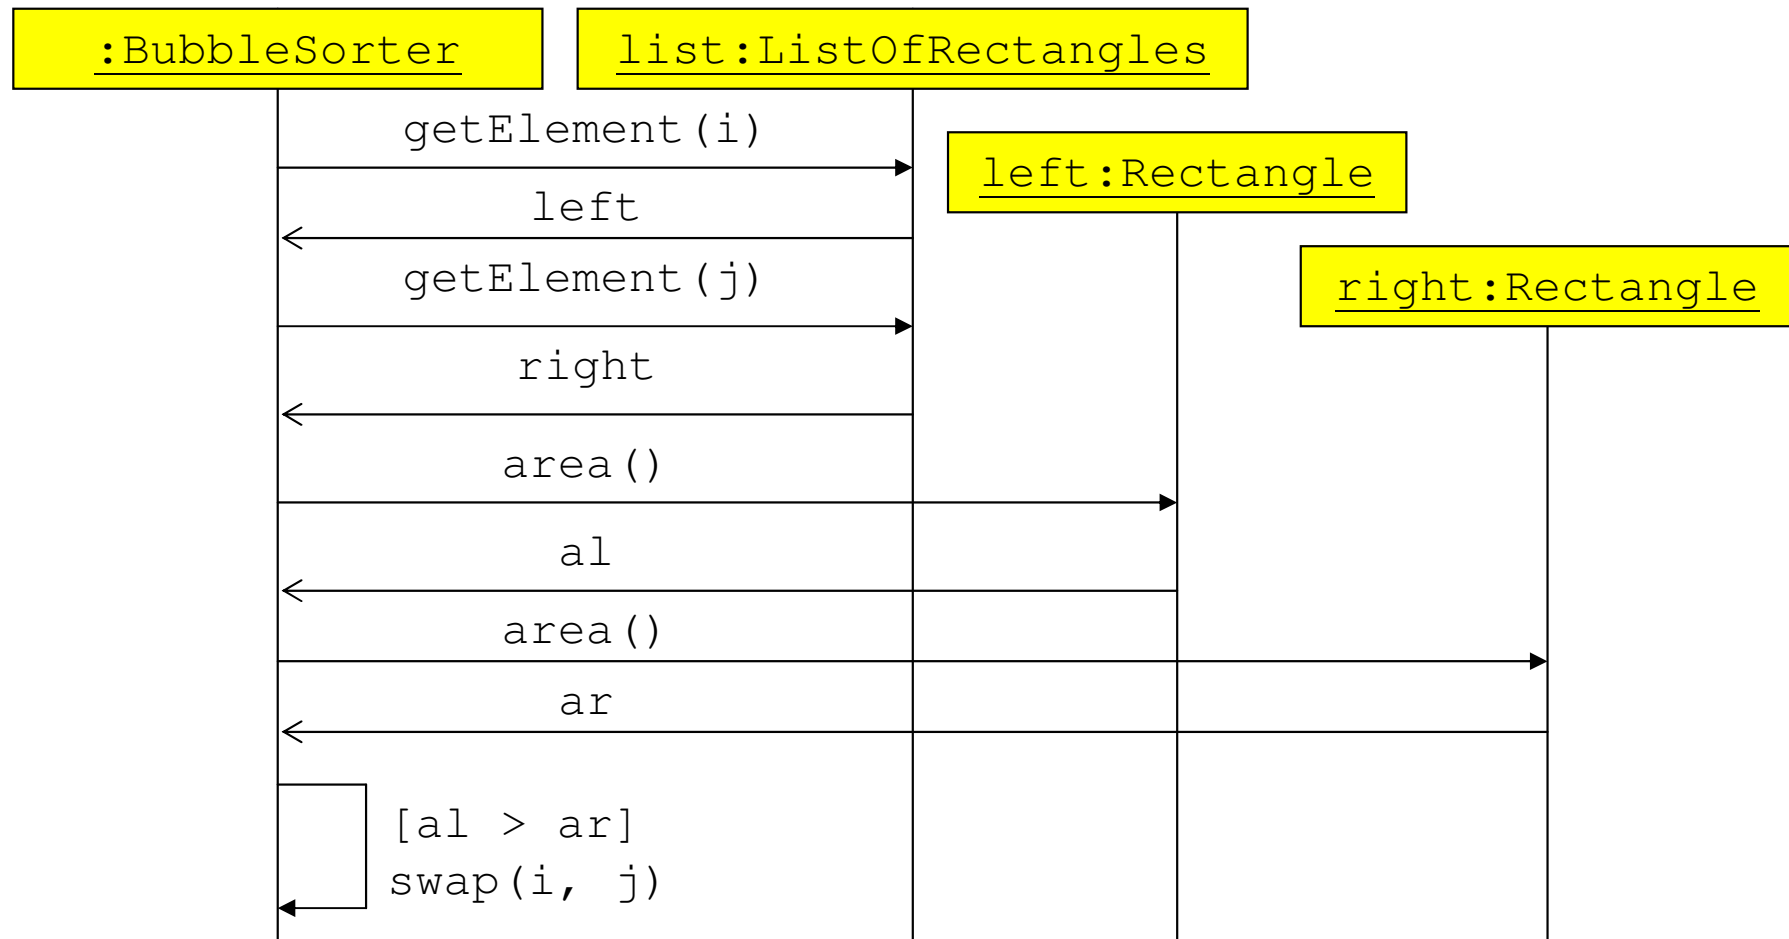 :BubbleSorter
list:ListOfRectangles
getElement(i)
left:Rectangle
left
getElement(j)
right:Rectangle
right
area()
al
area()
ar
[al > ar]
swap(i, j)